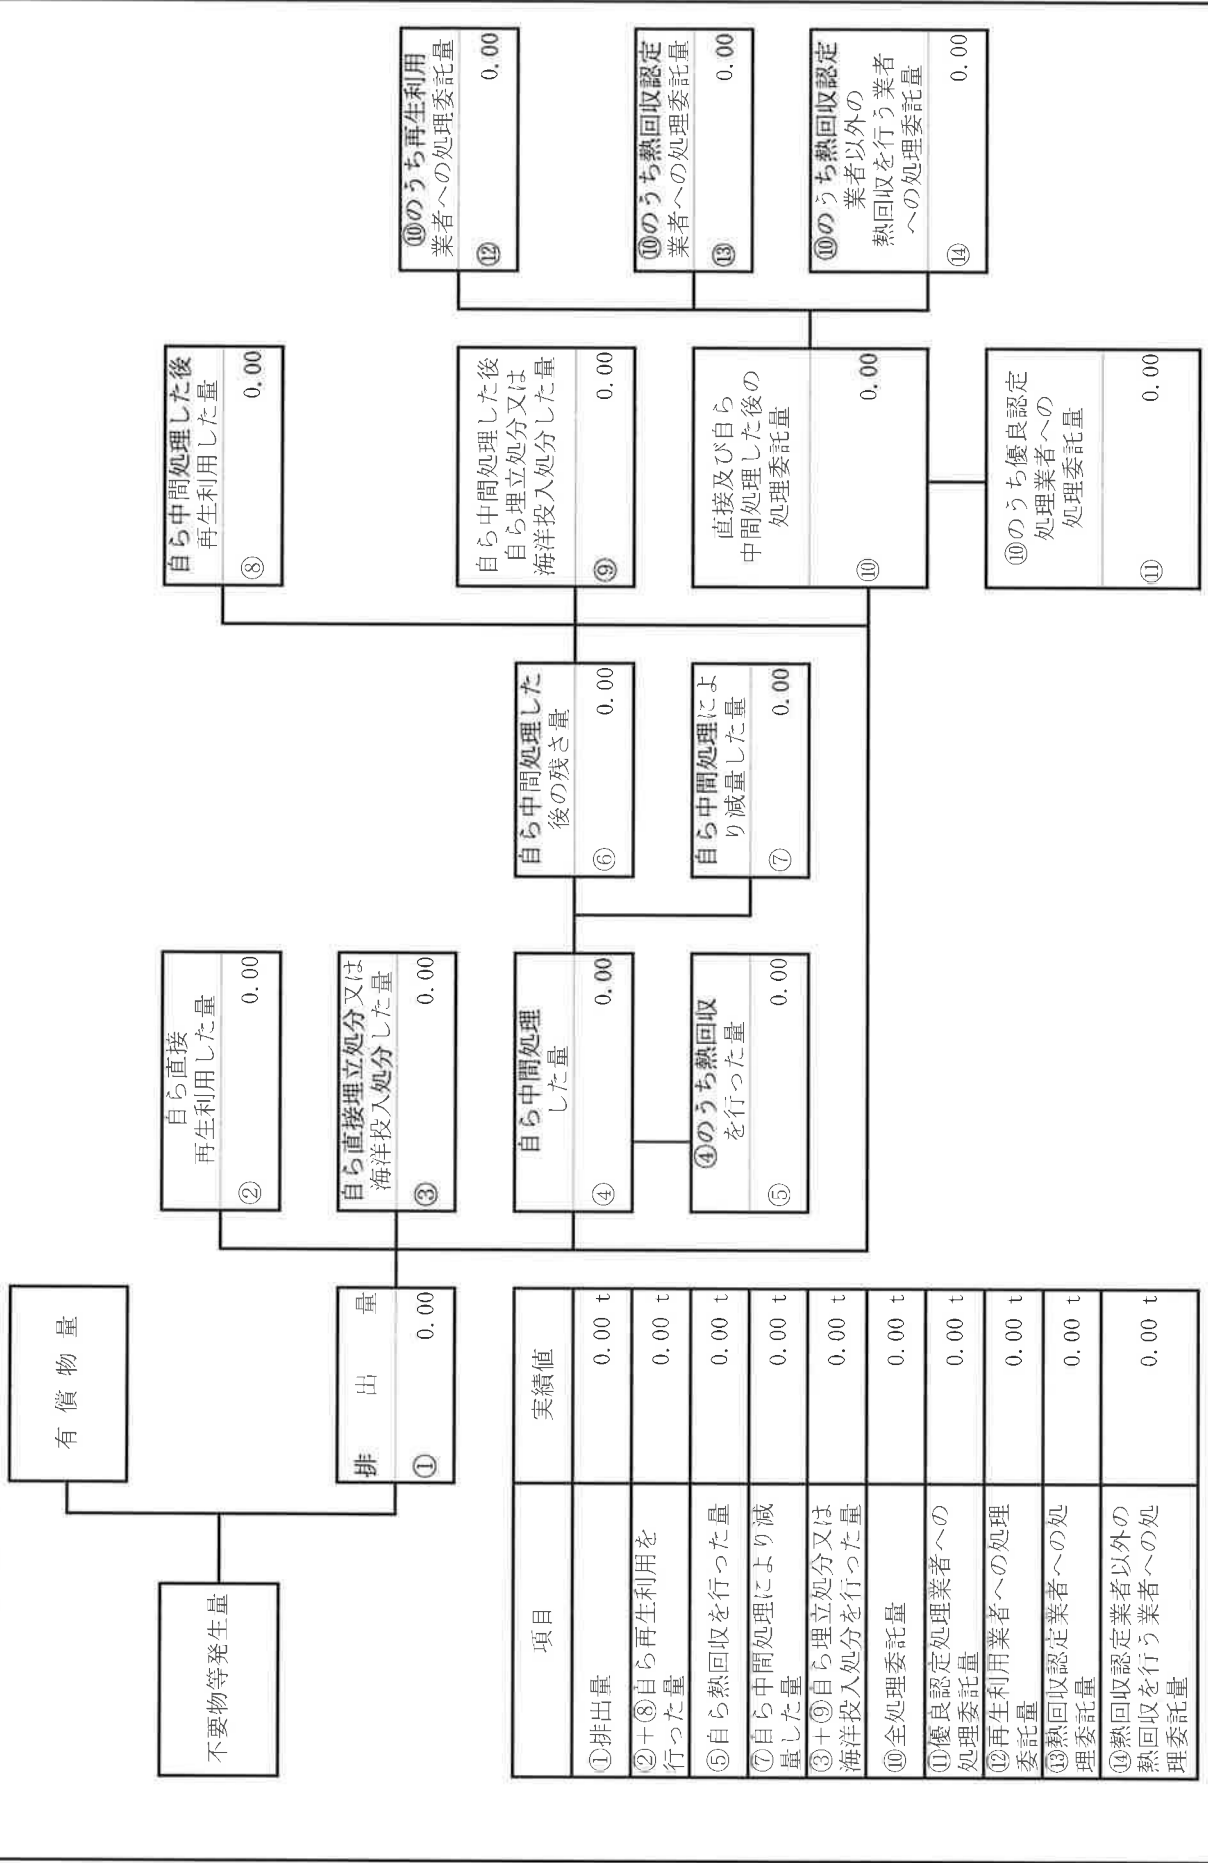 不要物等発生量
有償物量
排出量
① 0.00
自ら直接
再生利用した量
② 0.00
自ら直接埋立処分又は
海洋投入処分した量
③ 0.00
自ら中間処理
した量
④ 0.00
④のうち熱回収
を行った量
⑤ 0.00
自ら中間処理した
後の残さ量
⑥ 0.00
自ら中間処理によ
り減量した量
⑦ 0.00
自ら中間処理した後
再生利用した量
⑧ 0.00
自ら中間処理した後
自ら埋立処分又は
海洋投入処分した量
⑨ 0.00
直接及び自ら
中間処理した後の
処理委託量
⑩ 0.00
⑩のうち優良認定
処理業者への
処理委託量
⑪ 0.00
⑩のうち再生利用
業者への処理委託量
⑫ 0.00
⑩のうち熱回収認定
業者への処理委託量
⑬ 0.00
⑩のうち熱回収認定
業者以外の
熱回収を行う業者
への処理委託量
⑭ 0.00
項目 実績値
①排出量 0.00 t
②+⑧自ら再生利用を
行った量 0.00 t
⑤自ら熱回収を行った量 0.00 t
⑦自ら中間処理により減
量した量 0.00 t
③+⑨自ら埋立処分又は
海洋投入処分を行った量 0.00 t
⑩全処理委託量 0.00 t
⑪優良認定処理業者への
処理委託量 0.00 t
⑫再生利用業者への処理
委託量 0.00 t
⑬熱回収認定業者への処
理委託量 0.00 t
⑭熱回収認定業者以外の
熱回収を行う業者への処
理委託量 0.00 t